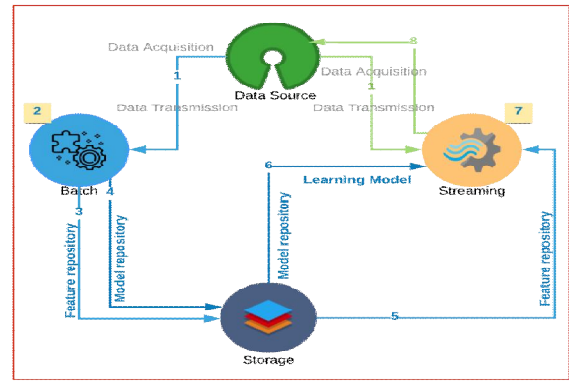 8
Data Acquisition
1
Data Acquisition
1
Data Transmission
Data Source
Data Transmission
2
7
6
Learning Model
Batch
4
Streaming
3
Feature repository
Model repository
Model repository
Feature repository
5
Storage